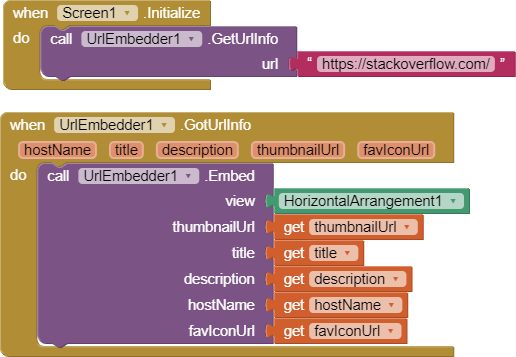 when Screen1 .Initialize
do call UrlEmbedder1 .GetUrlInfo
url " https://stackoverflow.com/ "
when UrlEmbedder1 .GotUrlInfo
hostName title description thumbnailUrl favIconUrl
do call UrlEmbedder1 .Embed
view HorizontalArrangement1
thumbnailUrl get thumbnailUrl
title get title
description get description
hostName get hostName
favIconUrl get favIconUrl